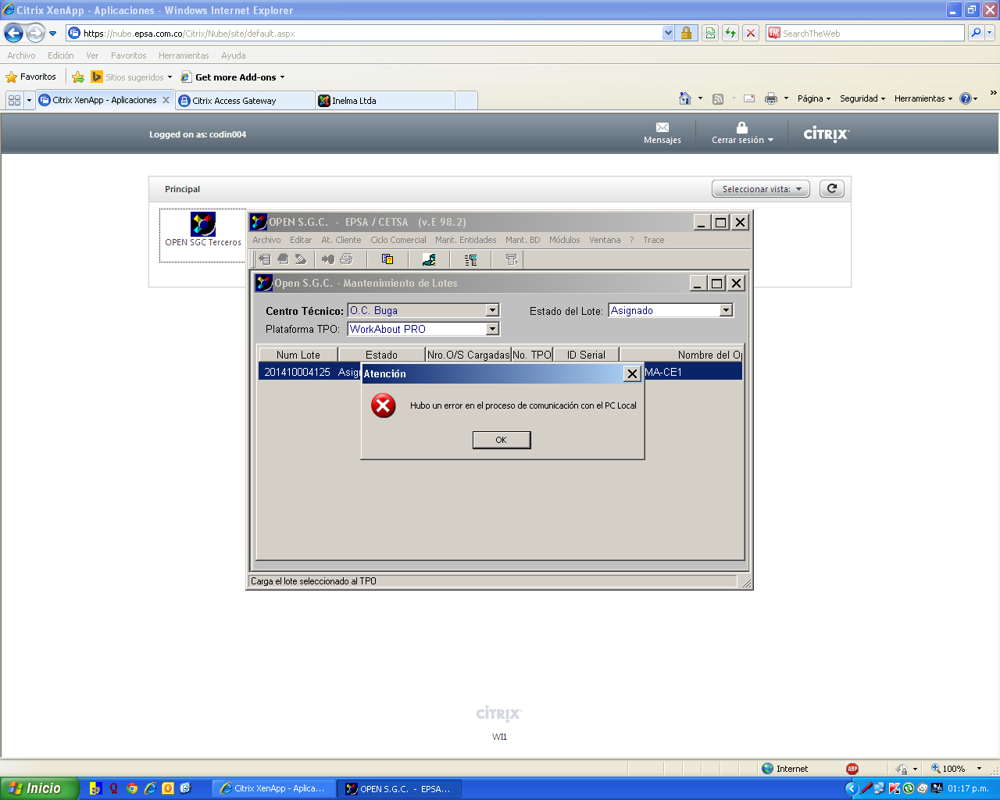 Citrix XenApp - Aplicaciones - Windows Internet Explorer
https://nube.epsa.com.co/Citrix/Nube/site/default.aspx
SearchTheWeb
Archivo Edición Ver Favoritos Herramientas Ayuda
Favoritos Sitios sugeridos Get more Add-ons
Citrix XenApp - Aplicaciones Citrix Access Gateway Inelma Ltda Página Seguridad Herramientas
Logged on as: codin004 Mensajes Cerrar sesión CITRIX
Principal Seleccionar vista:
OPEN SGC Terceros
OPEN S.G.C. - EPSA / CETSA (v.E 98.2)
Archivo Editar At. Cliente Ciclo Comercial Mant. Entidades Mant. BD Módulos Ventana ? Trace
Open S.G.C. - Mantenimiento de Lotes
Centro Técnico: O.C. Buga Estado del Lote: Asignado
Plataforma TPO: WorkAbout PRO
Num Lote Estado Nro.O/S Cargadas No. TPO ID Serial Nombre del Op
201410004125 Asig MA-CE1
Atención
Hubo un error en el proceso de comunicación con el PC Local
OK
Carga el lote seleccionado al TPO
CITRIX
WI1
Internet ABP 100%
Inicio Citrix XenApp - Aplica... OPEN S.G.C. - EPSA... 01:17 p.m.